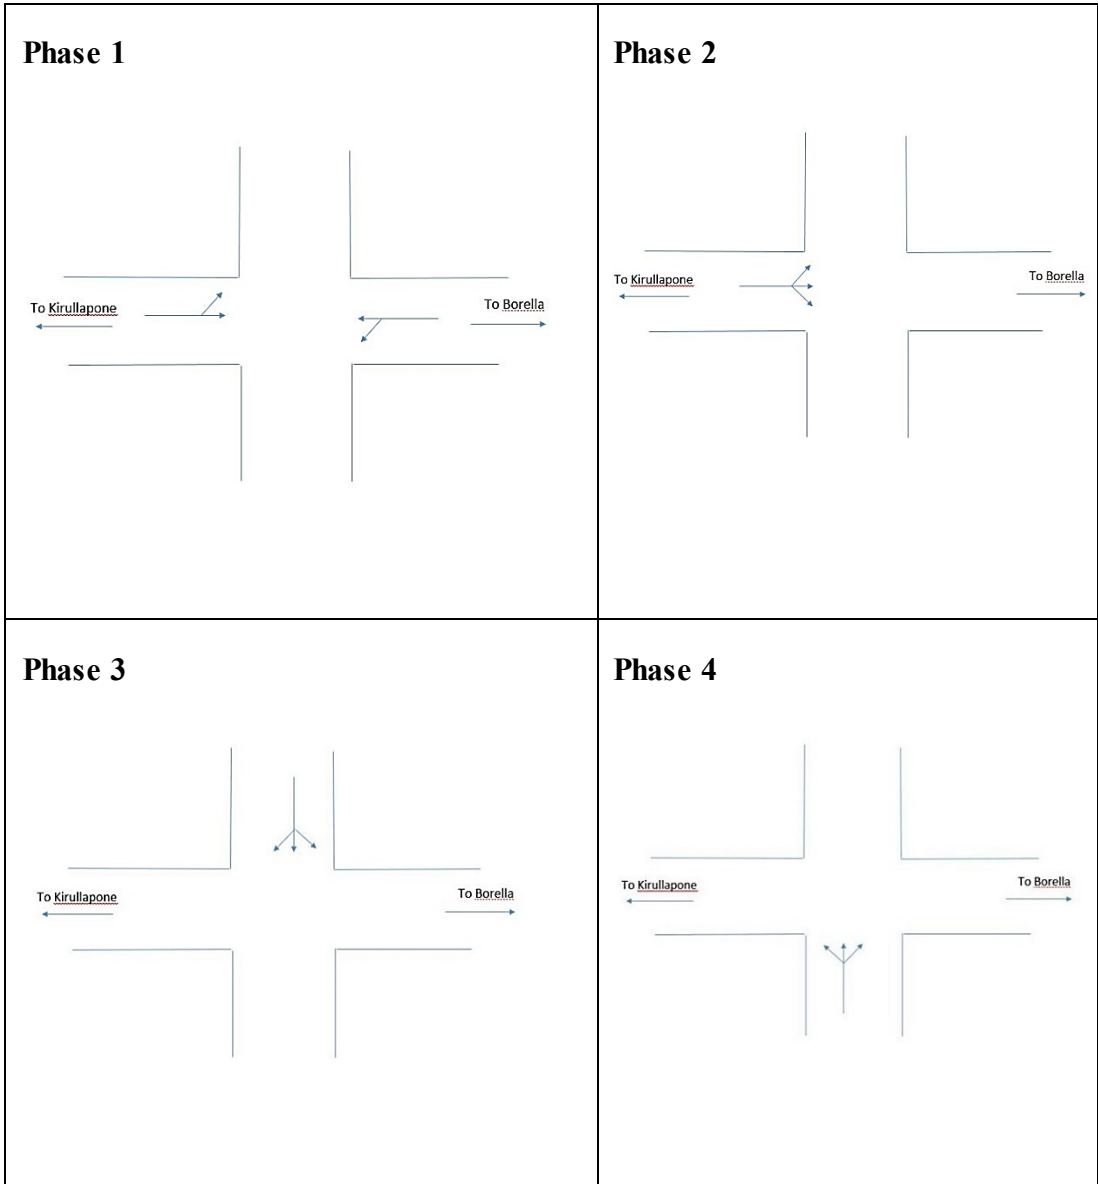 Phase 1
To Kirullapone
To Borella
Phase 2
To Kirullapone
To Borella
Phase 3
To Kirullapone
To Borella
Phase 4
To Kirullapone
To Borella